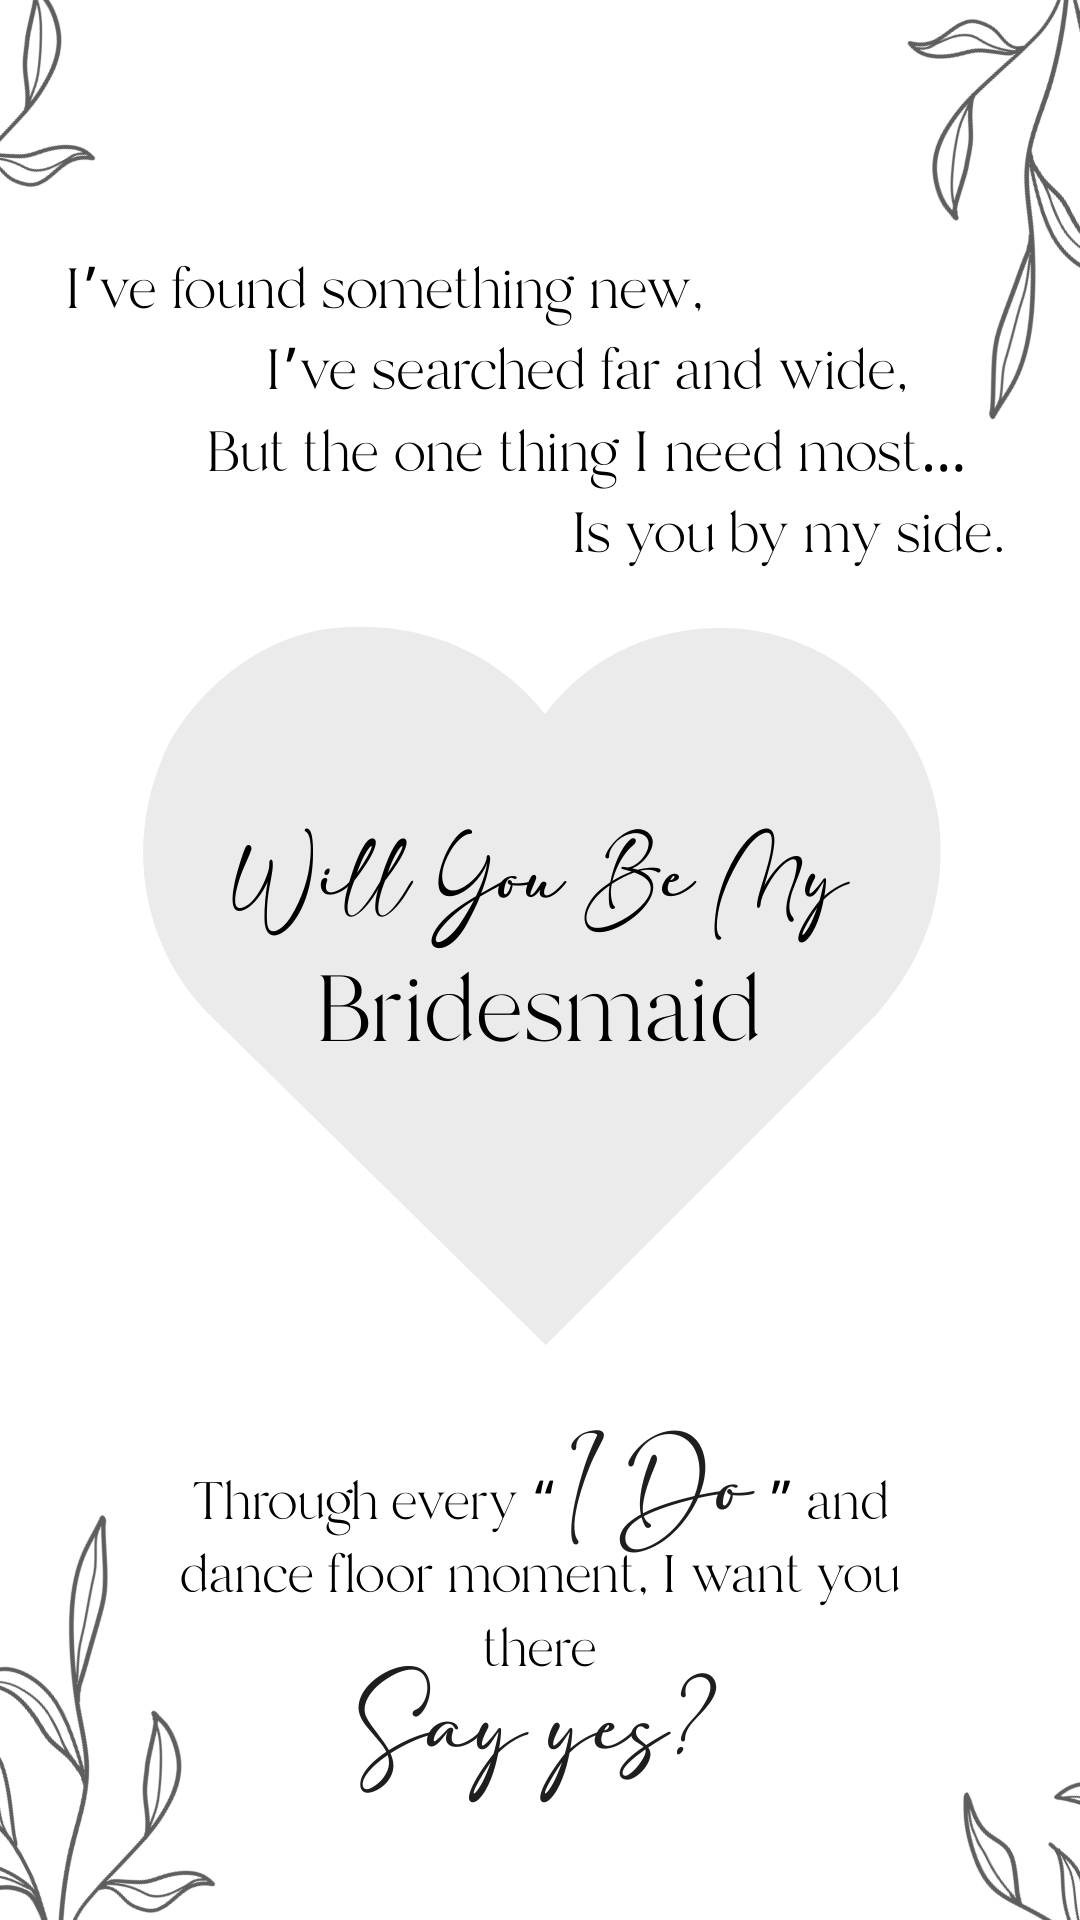 I've found something new,
I've searched far and wide,
But the one thing I need most...
Is you by my side.
Will You Be My
Bridesmaid
Through every “I Do” and
dance floor moment, I want you
there
Say yes?